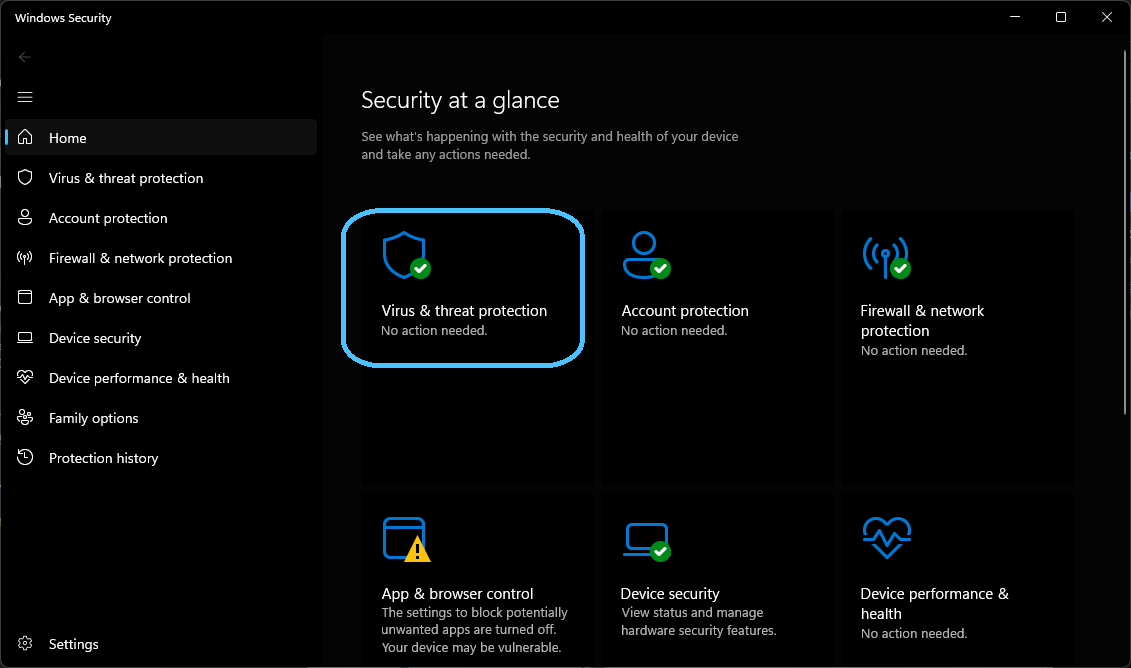 Windows Security
Home
Virus & threat protection
Account protection
Firewall & network protection
App & browser control
Device security
Device performance & health
Family options
Protection history
Settings
Security at a glance
See what's happening with the security and health of your device
and take any actions needed.
Virus & threat protection
No action needed.
Account protection
No action needed.
Firewall & network
protection
No action needed.
App & browser control
The settings to block potentially
unwanted apps are turned off.
Your device may be vulnerable.
Device security
View status and manage
hardware security features.
Device performance &
health
No action needed.